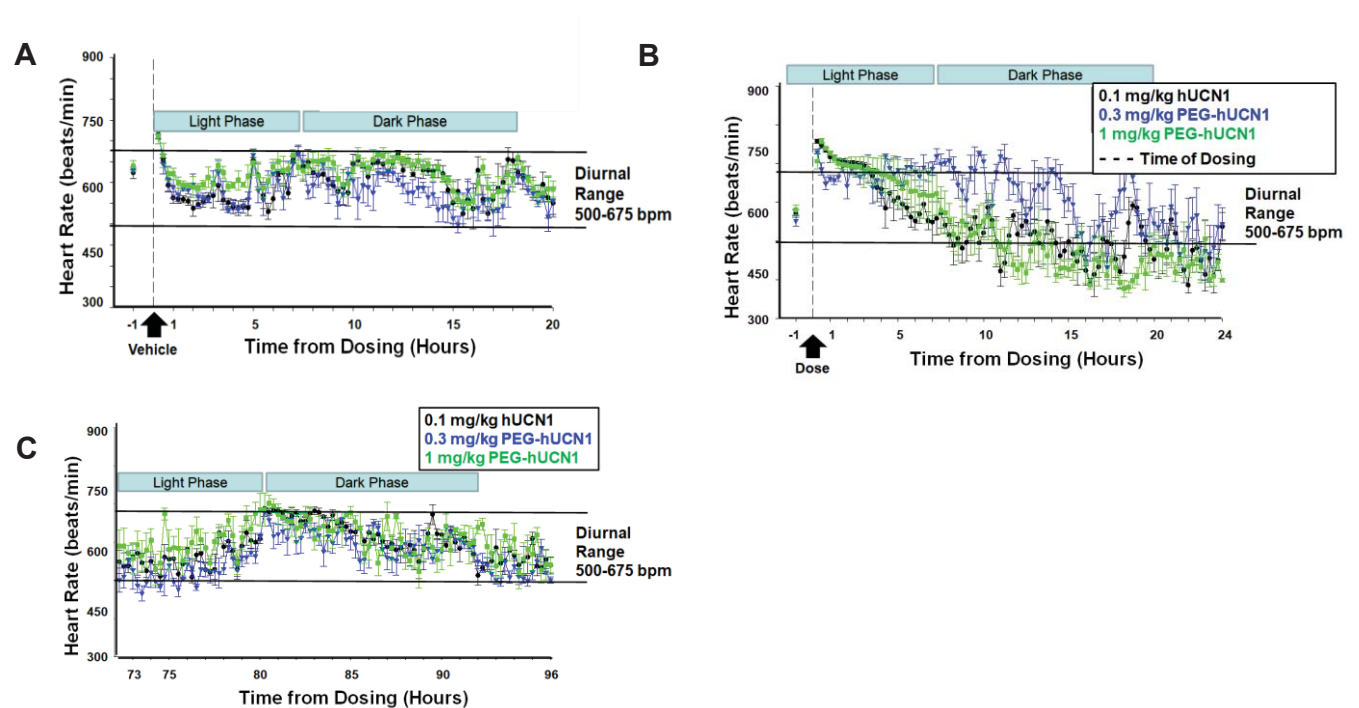 A
Heart Rate (beats/min)
900
750
600
450
300
Light Phase
Dark Phase
Diurnal
Range
500-675 bpm
-1
1
5
10
15
20
Vehicle
Time from Dosing (Hours)
B
Heart Rate (beats/min)
900
750
600
450
300
Light Phase
Dark Phase
0.1 mg/kg hUCN1
0.3 mg/kg PEG-hUCN1
1 mg/kg PEG-hUCN1
Time of Dosing
Diurnal
Range
500-675 bpm
-1
1
5
10
15
20
24
Dose
Time from Dosing (Hours)
C
Heart Rate (beats/min)
900
750
600
450
300
0.1 mg/kg hUCN1
0.3 mg/kg PEG-hUCN1
1 mg/kg PEG-hUCN1
Light Phase
Dark Phase
Diurnal
Range
500-675 bpm
73
75
80
85
90
96
Time from Dosing (Hours)